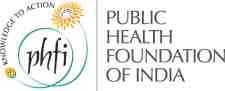 KNOWLEDGE TO ACTION
phfi
PUBLIC
HEALTH
FOUNDATION
OF INDIA